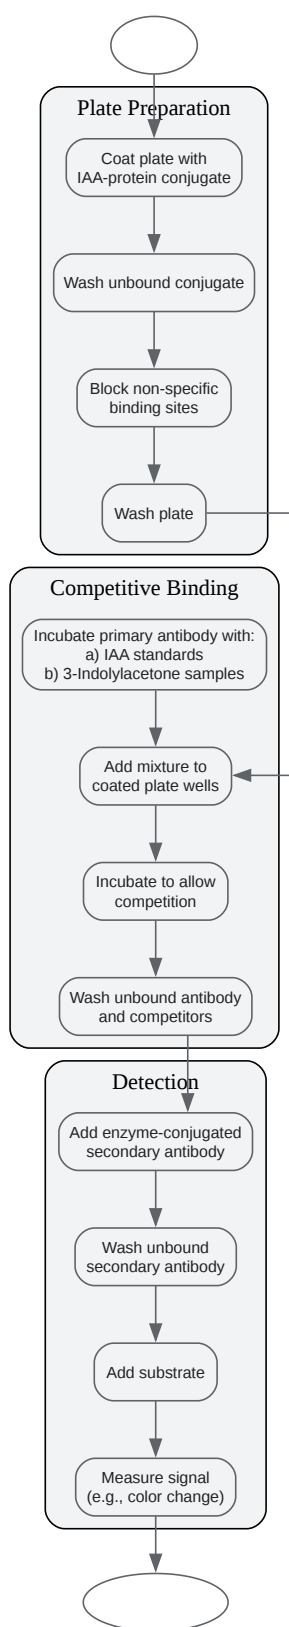 Plate Preparation
Coat plate with
IAA-protein conjugate
Wash unbound conjugate
Block non-specific
binding sites
Wash plate
Competitive Binding
Incubate primary antibody with:
a) IAA standards
b) 3-Indolylacetone samples
Add mixture to
coated plate wells
Incubate to allow
competition
Wash unbound antibody
and competitors
Detection
Add enzyme-conjugated
secondary antibody
Wash unbound
secondary antibody
Add substrate
Measure signal
(e.g., color change)